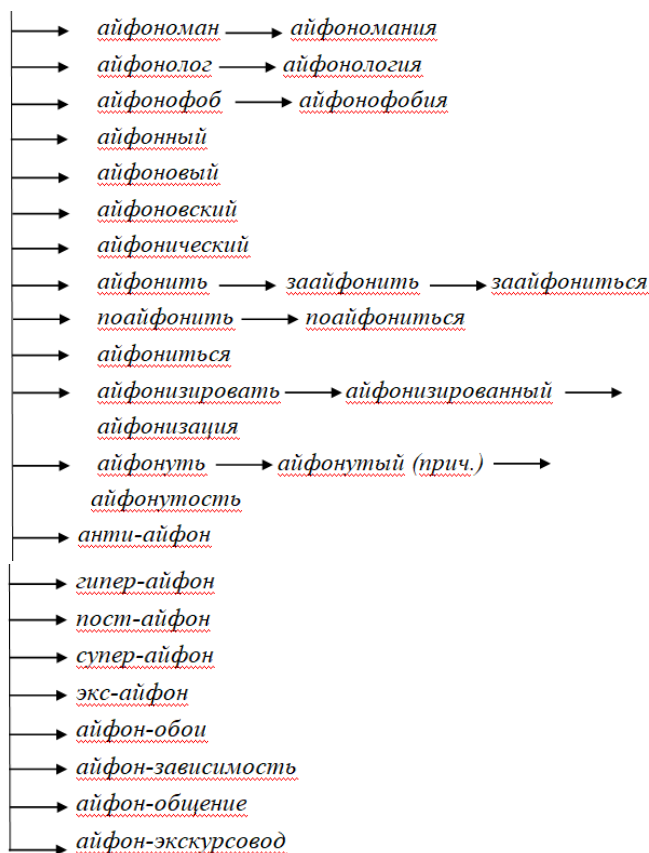 айфономан айфономания
айфонолог айфонология
айфонофоб айфонофобия
айфонный
айфоновый
айфоновский
айфонический
айфонить заайфонить заайфониться
поайфонить поайфониться
айфониться
айфонизировать айфонизированный
айфонизация
айфонуть айфонутый (прич.)
айфонутость
анти-айфон
гипер-айфон
пост-айфон
супер-айфон
экс-айфон
айфон-обои
айфон-зависимость
айфон-общение
айфон-экскурсовод